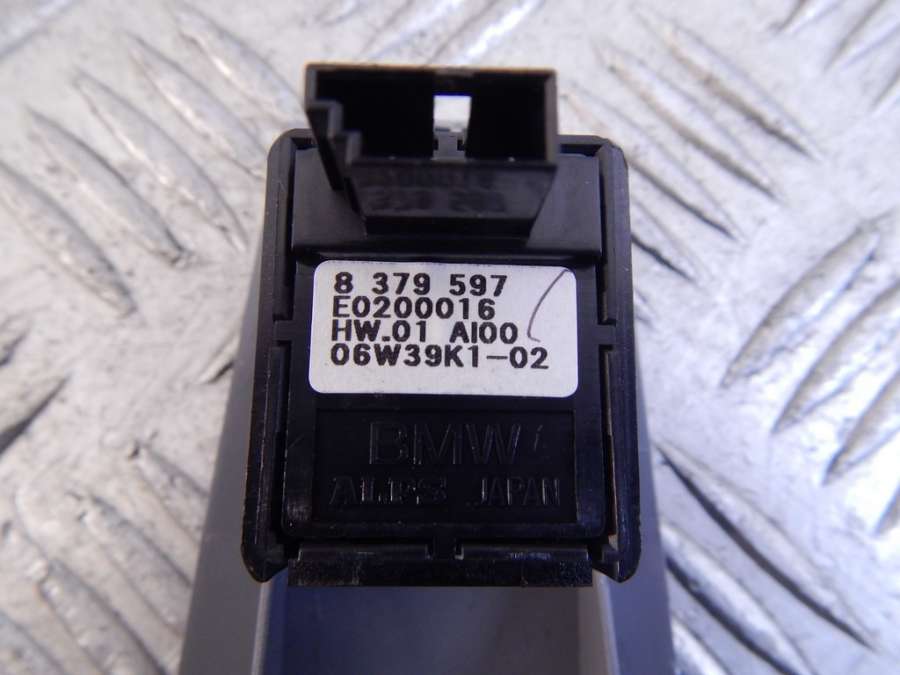 8 379 597
E0200016
HW.01 AI00
06W39K1-02
BMW
ALPS JAPAN